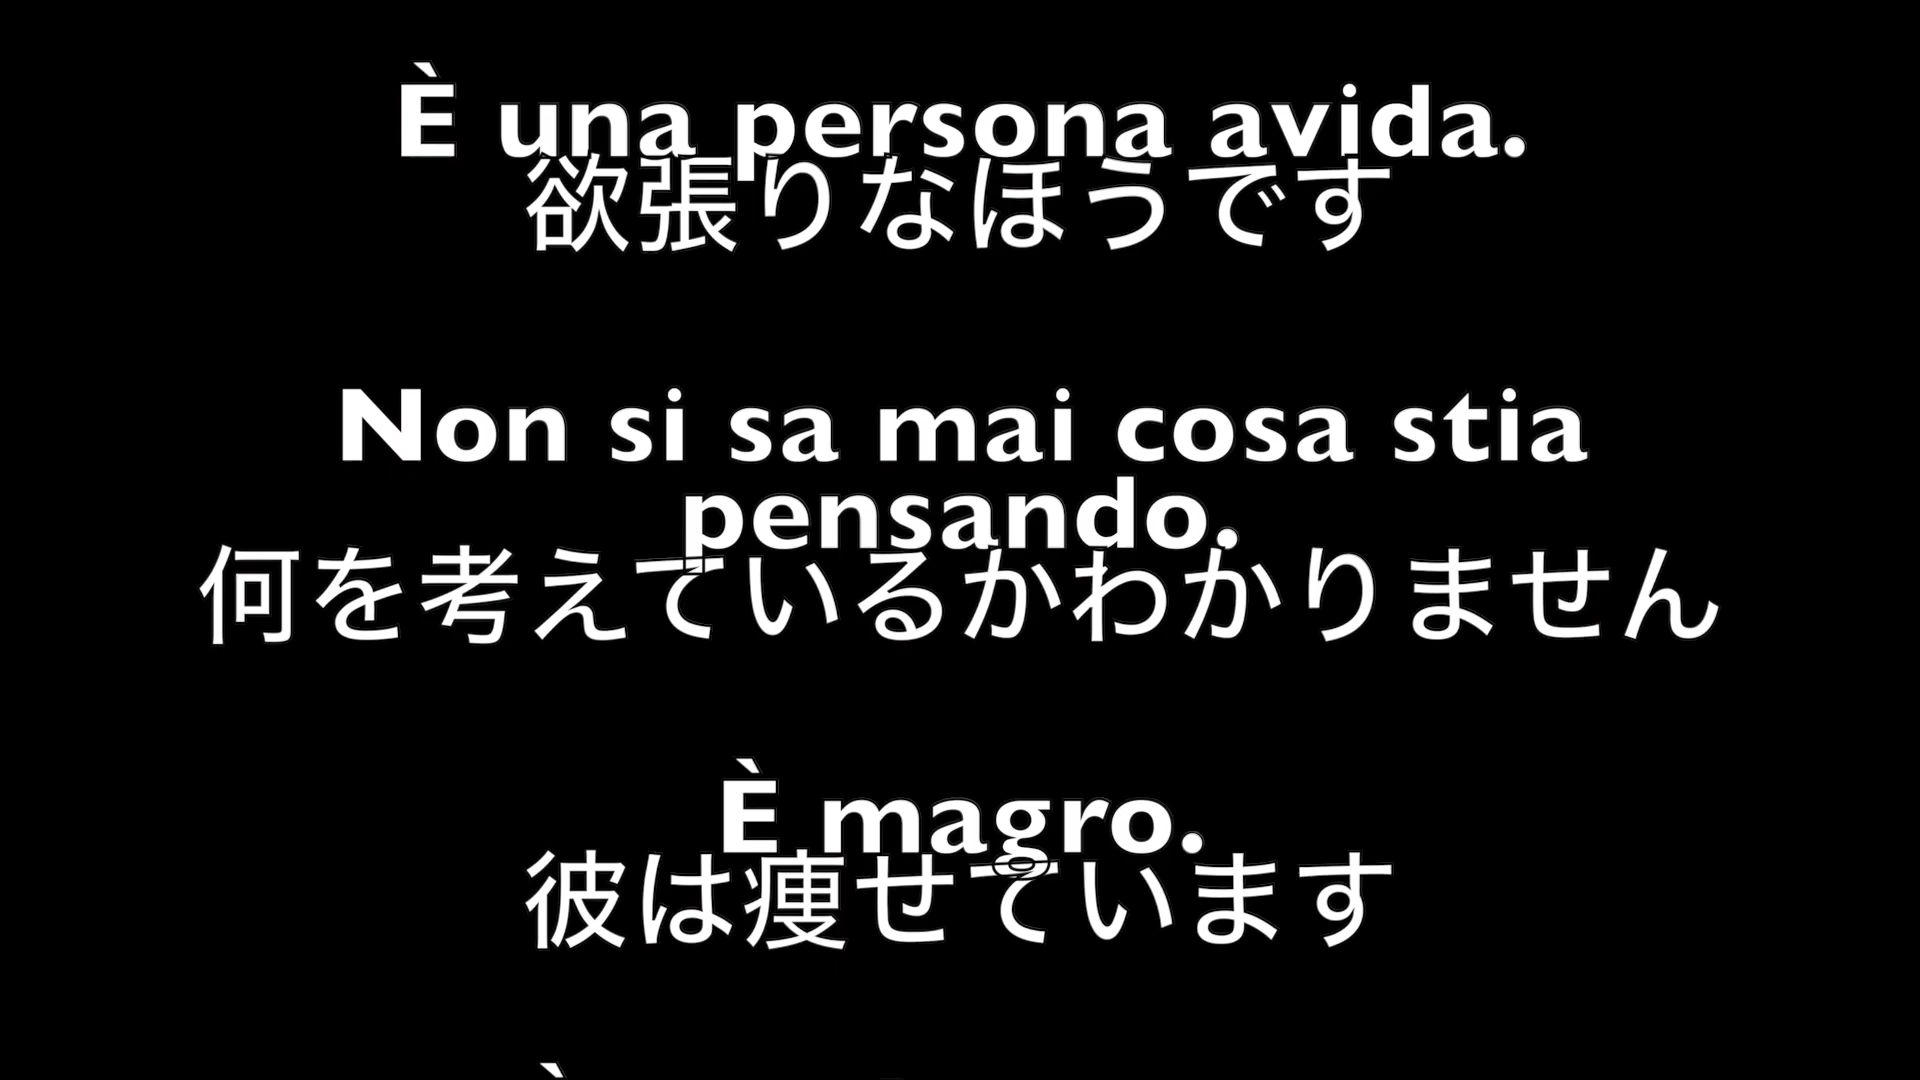 È una persona avida.
欲張りなほうです
Non si sa mai cosa stia
pensando.
何を考えているかわかりません
È magro.
彼は痩せています